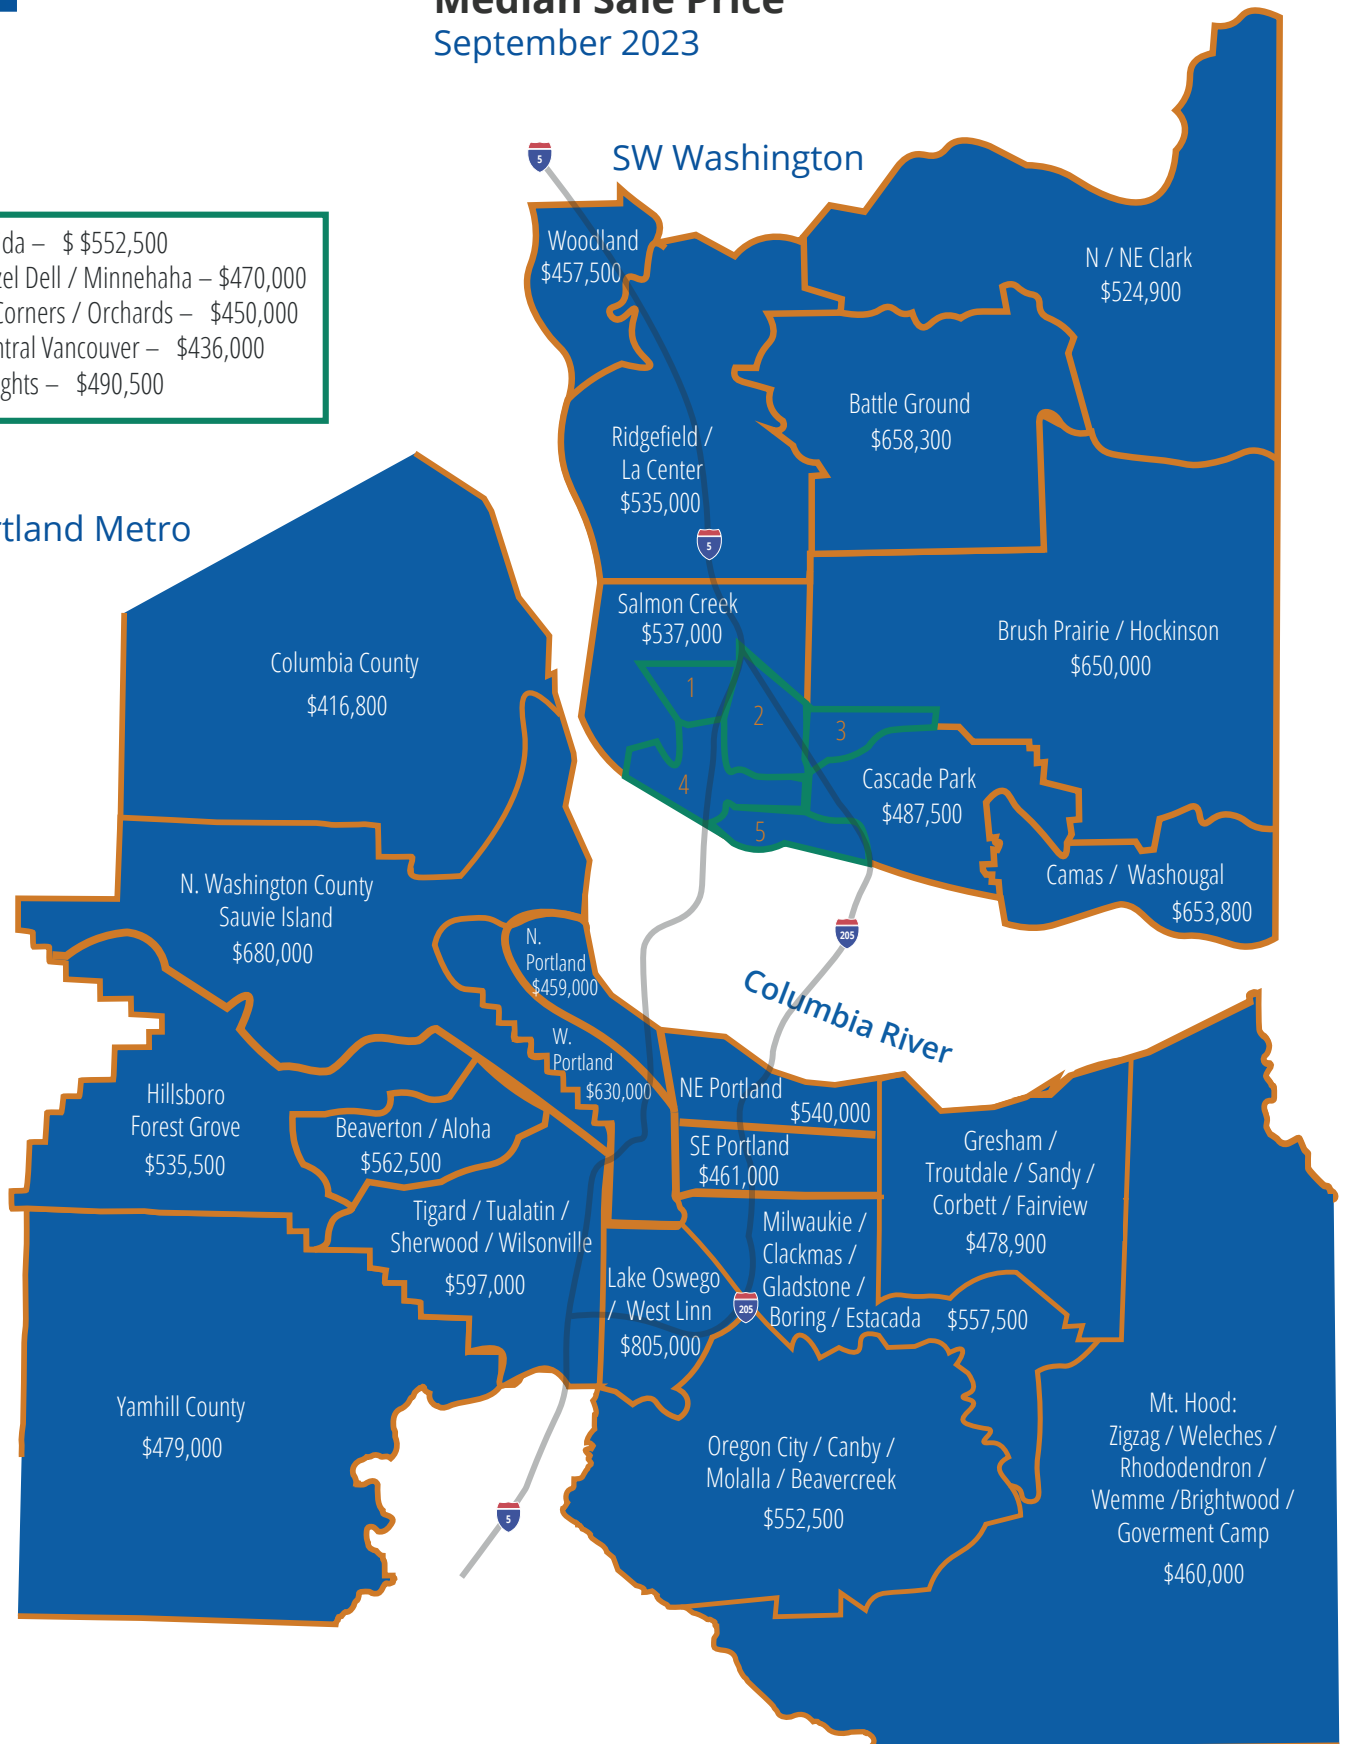 Median Sale Price
September 2023
SW Washington
da – $ $552,500
zel Dell / Minnehaha – $470,000
Corners / Orchards – $450,000
ntral Vancouver – $436,000
ghts – $490,500
rtland Metro
5
Woodland
$457,500
N / NE Clark
$524,900
Battle Ground
$658,300
Ridgefield /
La Center
$535,000
5
Salmon Creek
$537,000
Brush Prairie / Hockinson
$650,000
1
2
3
4
5
Cascade Park
$487,500
Camas / Washougal
$653,800
205
Columbia River
Columbia County
$416,800
N. Washington County
Sauvie Island
$680,000
N.
Portland
$459,000
W.
Portland
$630,000
NE Portland
$540,000
SE Portland
$461,000
Hillsboro
Forest Grove
$535,500
Beaverton / Aloha
$562,500
Tigard / Tualatin /
Sherwood / Wilsonville
$597,000
Gresham /
Troutdale / Sandy /
Corbett / Fairview
$478,900
Milwaukie /
Clackmas /
Gladstone /
Boring / Estacada $557,500
Lake Oswego
/ West Linn
$805,000
205
Yamhill County
$479,000
Oregon City / Canby /
Molalla / Beavercreek
$552,500
Mt. Hood:
Zigzag / Weleches /
Rhododendron /
Wemme /Brightwood /
Goverment Camp
$460,000
5